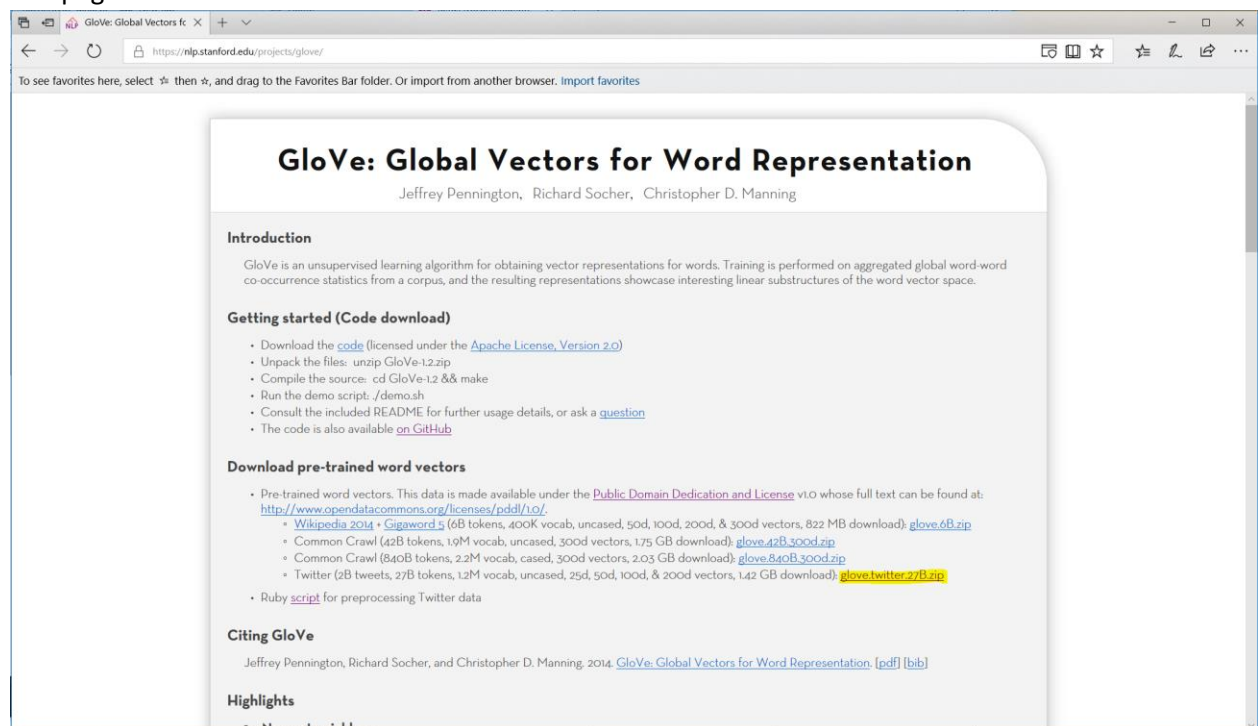 GloVe: Global Vectors fc
https://nlp.stanford.edu/projects/glove/
To see favorites here, select then ☆, and drag to the Favorites Bar folder. Or import from another browser. Import favorites
GloVe: Global Vectors for Word Representation
Jeffrey Pennington, Richard Socher, Christopher D. Manning
Introduction
GloVe is an unsupervised learning algorithm for obtaining vector representations for words. Training is performed on aggregated global word-word
co-occurrence statistics from a corpus, and the resulting representations showcase interesting linear substructures of the word vector space.
Getting started (Code download)
• Download the code (licensed under the Apache License, Version 2.0)
• Unpack the files: unzip GloVe-1.2.zip
• Compile the source: cd GloVe-1.2 && make
• Run the demo script: ./demo.sh
• Consult the included README for further usage details, or ask a question
• The code is also available on GitHub
Download pre-trained word vectors
• Pre-trained word vectors. This data is made available under the Public Domain Dedication and License v1.0 whose full text can be found at:
http://www.opendatacommons.org/licenses/pddl/1.0/.
◦ Wikipedia 2014 + Gigaword 5 (6B tokens, 400K vocab, uncased, 50d, 100d, 200d, & 300d vectors, 822 MB download): glove.6B.zip
◦ Common Crawl (42B tokens, 1.9M vocab, uncased, 300d vectors, 1.75 GB download): glove.42B.300d.zip
◦ Common Crawl (840B tokens, 2.2M vocab, cased, 300d vectors, 2.03 GB download): glove.840B.300d.zip
◦ Twitter (2B tweets, 27B tokens, 1.2M vocab, uncased, 25d, 50d, 100d, & 200d vectors, 1.42 GB download): glove.twitter.27B.zip
• Ruby script for preprocessing Twitter data
Citing GloVe
Jeffrey Pennington, Richard Socher, and Christopher D. Manning. 2014. GloVe: Global Vectors for Word Representation. [pdf] [bib]
Highlights